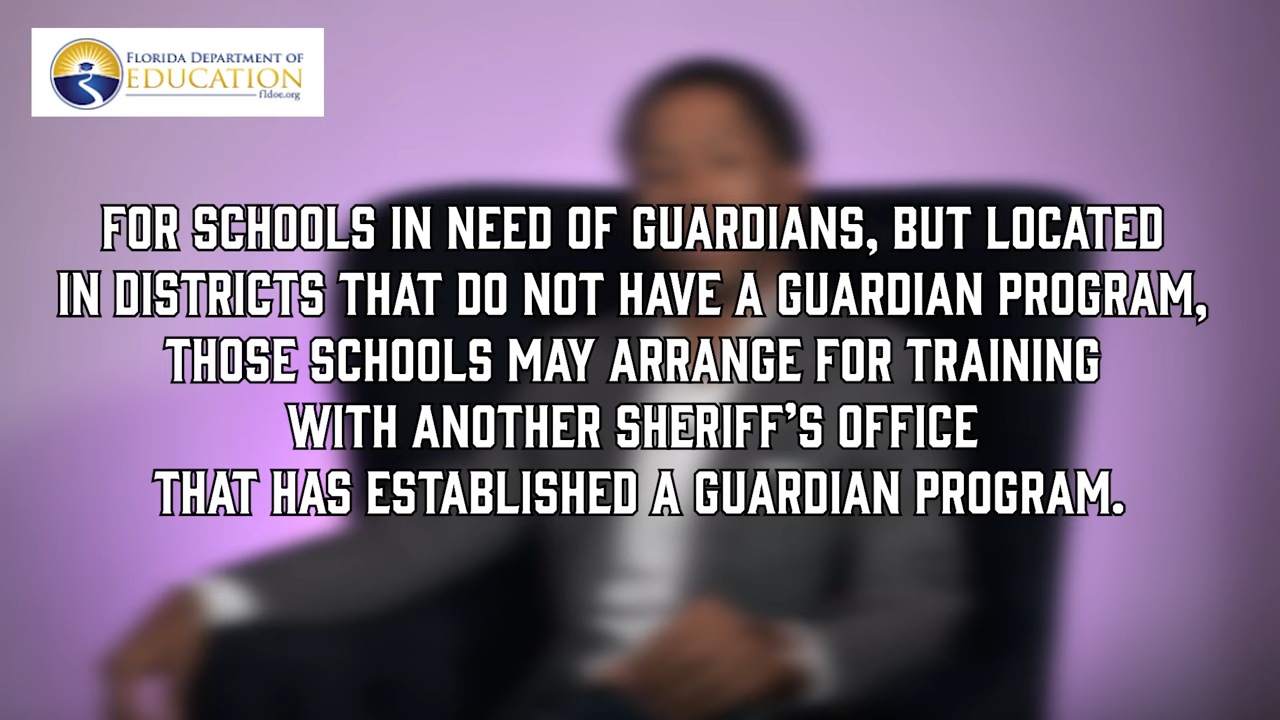 FLORIDA DEPARTMENT OF
EDUCATION
fldoe.org
FOR SCHOOLS IN NEED OF GUARDIANS, BUT LOCATED
IN DISTRICTS THAT DO NOT HAVE A GUARDIAN PROGRAM,
THOSE SCHOOLS MAY ARRANGE FOR TRAINING
WITH ANOTHER SHERIFF'S OFFICE
THAT HAS ESTABLISHED A GUARDIAN PROGRAM.